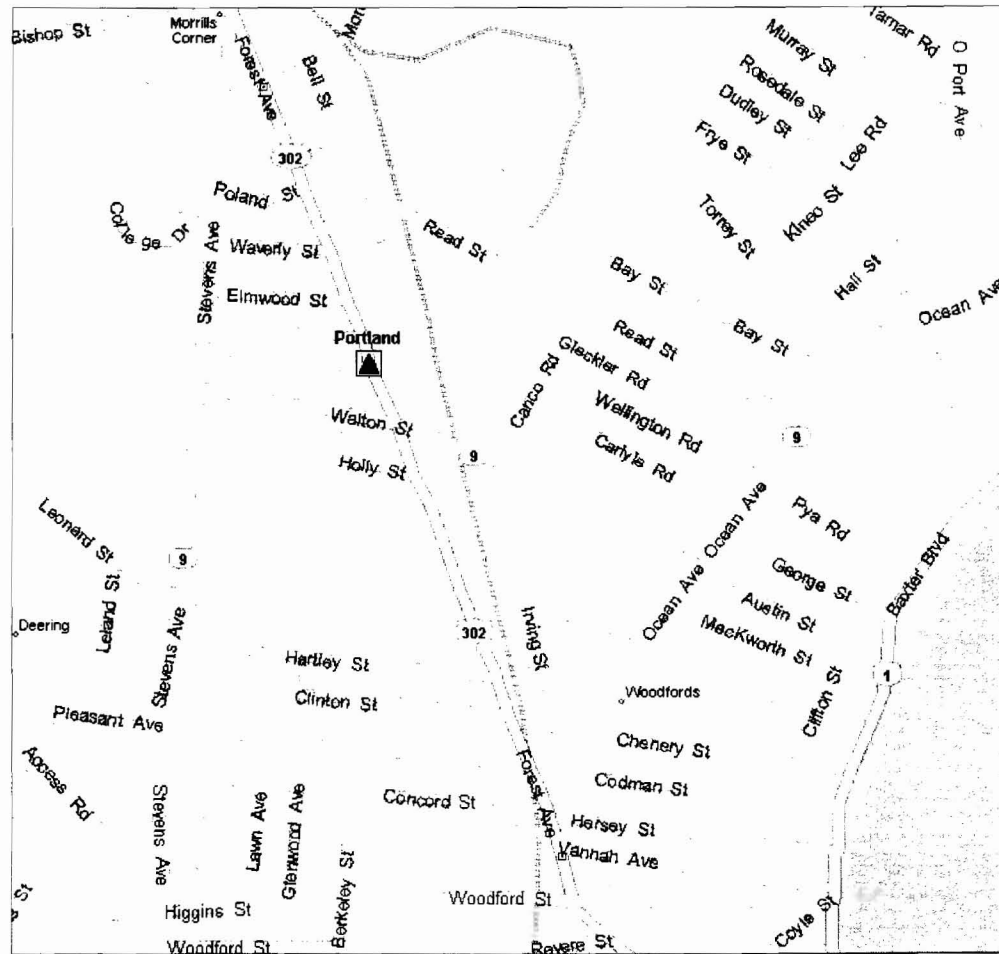 Bishop St
Morrills
Corner
Forest Ave
Bell St
Murray St
Tamar Rd
Rosedale St
Dudley St
Frye St
O Port Ave
Lee Rd
302
Poland St
College Dr
Stevens Ave
Waverly St
Read St
Torrey St
Kineo St
Elmwood St
Bay St
Hall St
Ocean Ave
Portland
Read St
Bay St
Gleckler Rd
Canco Rd
Walton St
Wellington Rd
9
Holly St
9
Carlyle Rd
Leonard St
Ocean Ave
Pya Rd
9
Ocean Ave
George St
Baxter Blvd
Leland St
Austin St
Deering
Stevens Ave
302
Irving St
MacKworth St
Hartley St
1
Clinton St
Woodfords
Clifton St
Pleasant Ave
Chenery St
Access Rd
Forest Ave
Codman St
Stevens Ave
Lawn Ave
Glenwood Ave
Concord St
Hersey St
Vannah Ave
Berkeley St
Woodford St
St
Higgins St
Coyle St
Woodford St
Revere St